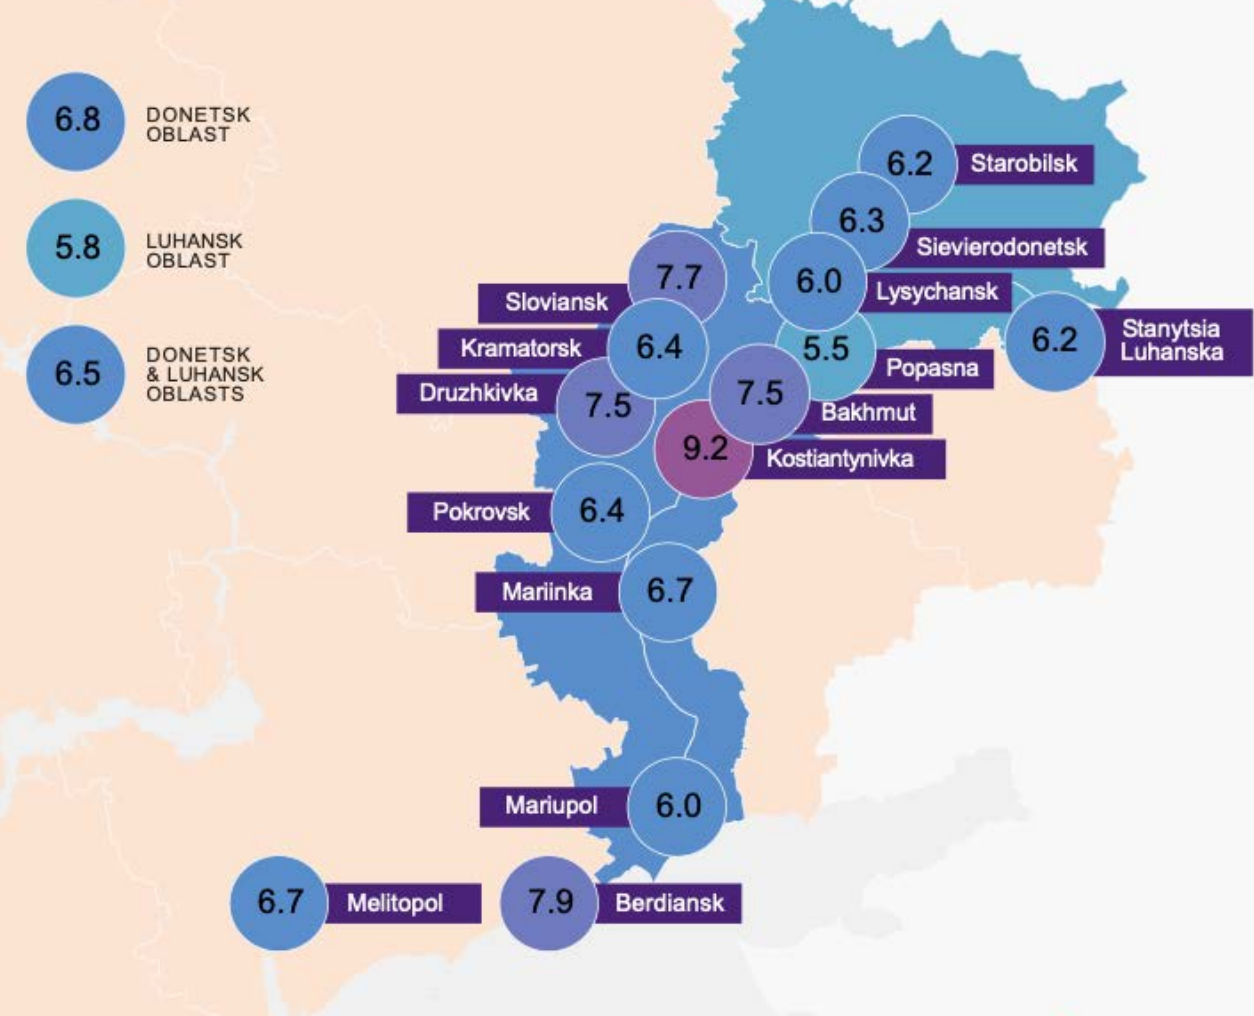 6.8
DONETSK
OBLAST
5.8
LUHANSK
OBLAST
6.5
DONETSK
& LUHANSK
OBLASTS
6.2
Starobilsk
6.3
Sievierodonetsk
6.0
Lysychansk
7.7
Sloviansk
6.2
Stanytsia
Luhanska
6.4
Kramatorsk
5.5
Popasna
7.5
Druzhkivka
7.5
Bakhmut
9.2
Kostiantynivka
6.4
Pokrovsk
6.7
Mariinka
6.0
Mariupol
6.7
Melitopol
7.9
Berdiansk